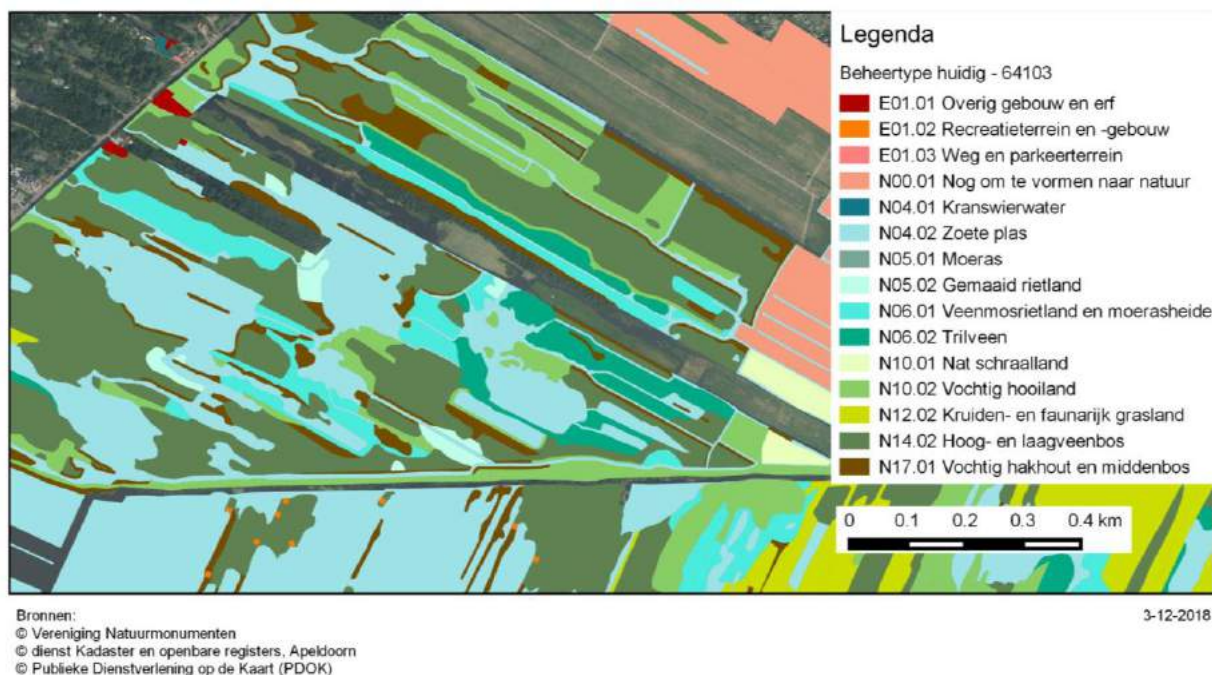 Legenda
Beheertype huidig - 64103
E01.01 Overig gebouw en erf
E01.02 Recreatieterrein en -gebouw
E01.03 Weg en parkeerterrein
N00.01 Nog om te vormen naar natuur
N04.01 Kranswierwater
N04.02 Zoete plas
N05.01 Moeras
N05.02 Gemaaid rietland
N06.01 Veenmosrietland en moerasheide
N06.02 Trilveen
N10.01 Nat schraalland
N10.02 Vochtig hooiland
N12.02 Kruiden- en faunarijk grasland
N14.02 Hoog- en laagveenbos
N17.01 Vochtig hakhout en middenbos
0 0.1 0.2 0.3 0.4 km
Bronnen:
© Vereniging Natuurmonumenten
© dienst Kadaster en openbare registers, Apeldoorn
© Publieke Dienstverlening op de Kaart (PDOK)
3-12-2018